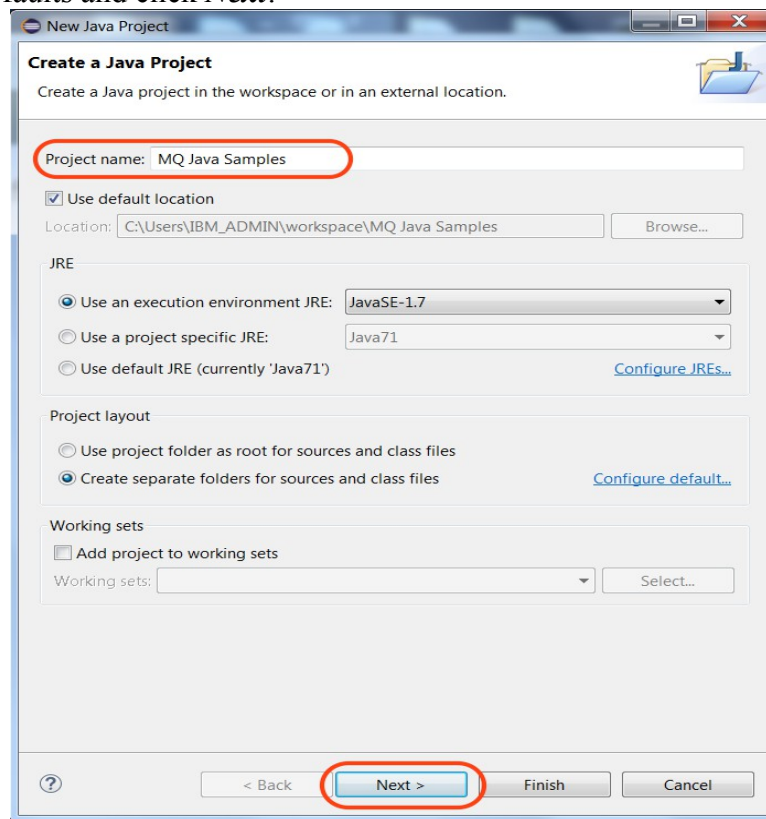 faults and click Next.
New Java Project
Create a Java Project
Create a Java project in the workspace or in an external location.
Project name: MQ Java Samples
Use default location
Location: C:\Users\IBM_ADMIN\workspace\MQ Java Samples Browse...
JRE
Use an execution environment JRE: JavaSE-1.7
Use a project specific JRE: Java71
Use default JRE (currently 'Java71') Configure JREs...
Project layout
Use project folder as root for sources and class files
Create separate folders for sources and class files Configure default...
Working sets
Add project to working sets
Working sets: Select...
? < Back Next > Finish Cancel